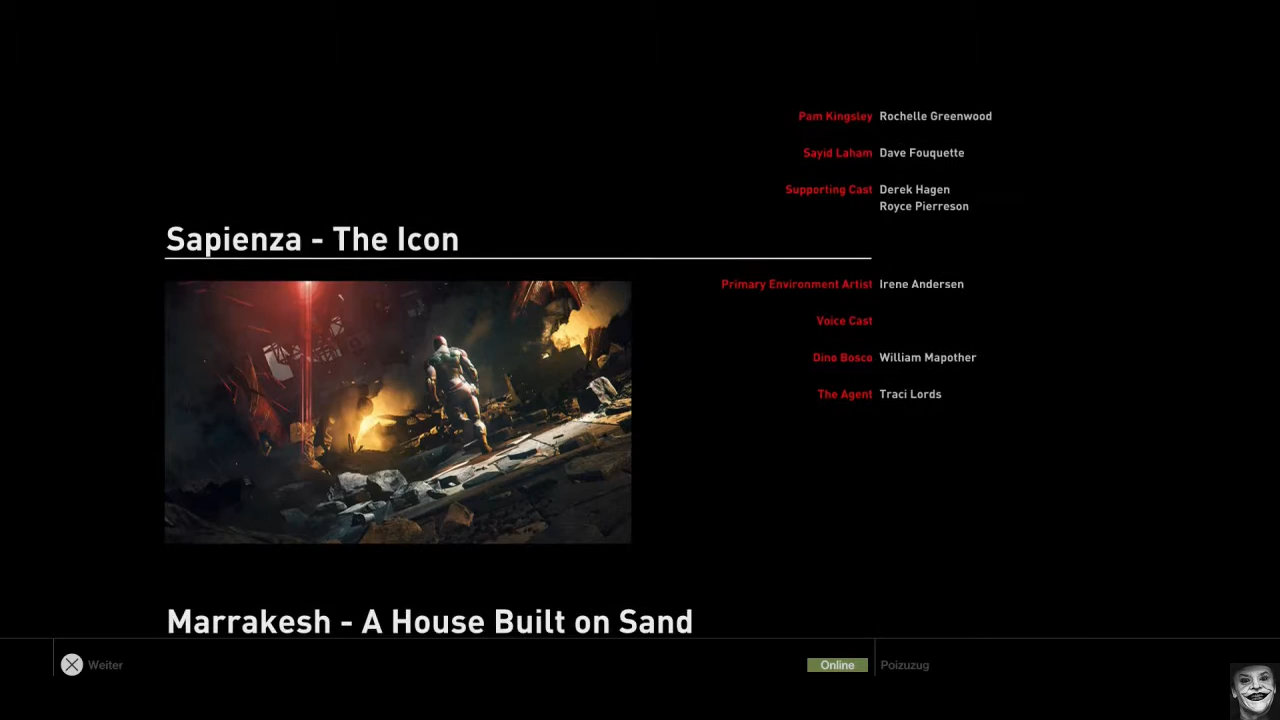 Pam Kingsley Rochelle Greenwood
Sayid Laham Dave Fouquette
Supporting Cast Derek Hagen
Royce Pierreson
Sapienza - The Icon
Primary Environment Artist Irene Andersen
Voice Cast
Dino Bosco William Mapother
The Agent Traci Lords
Marrakesh - A House Built on Sand
Weiter
Online
Poizuzug